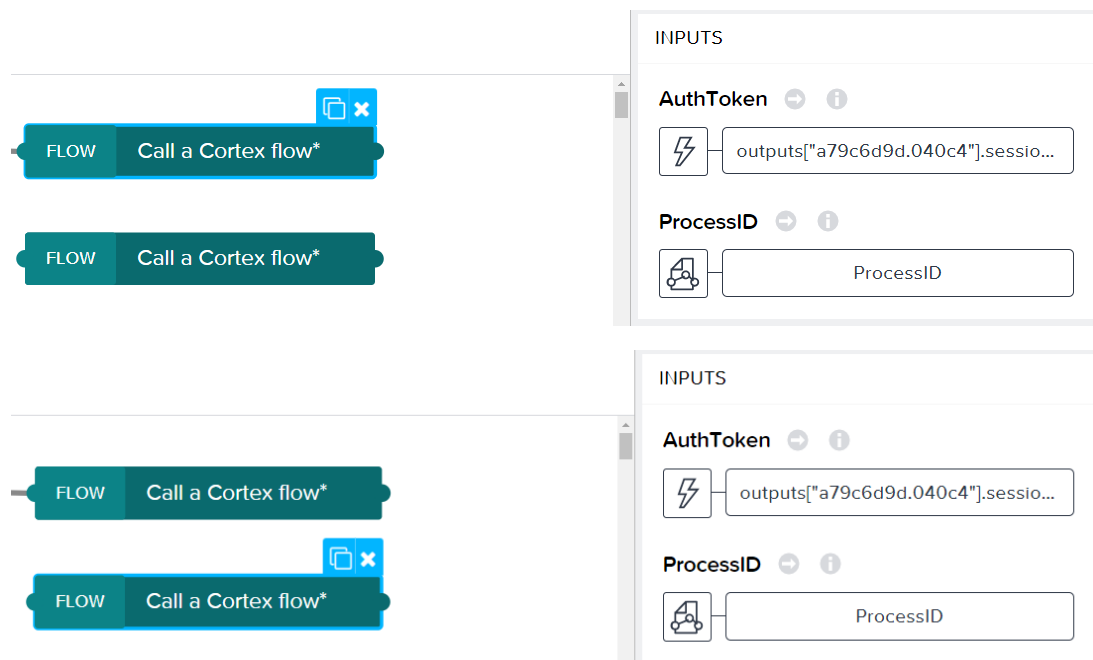 INPUTS
AuthToken
FLOW Call a Cortex flow*
outputs["a79c6d9d.040c4"].sessio...
ProcessID
FLOW Call a Cortex flow*
ProcessID
INPUTS
AuthToken
FLOW Call a Cortex flow*
outputs["a79c6d9d.040c4"].sessio...
ProcessID
FLOW Call a Cortex flow*
ProcessID